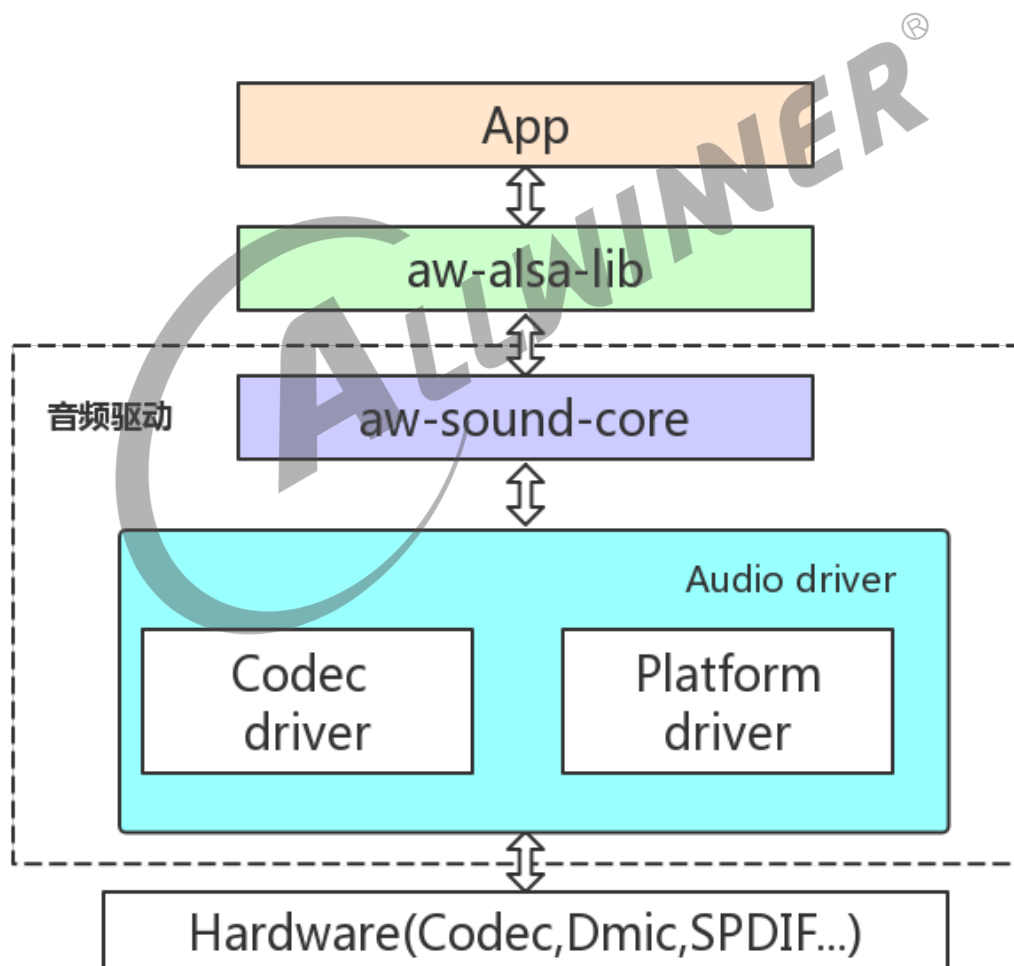 ®
ALLWINNER
App
aw-alsa-lib
音频驱动
aw-sound-core
Audio driver
Codec
driver
Platform
driver
Hardware(Codec,Dmic,SPDIF...)